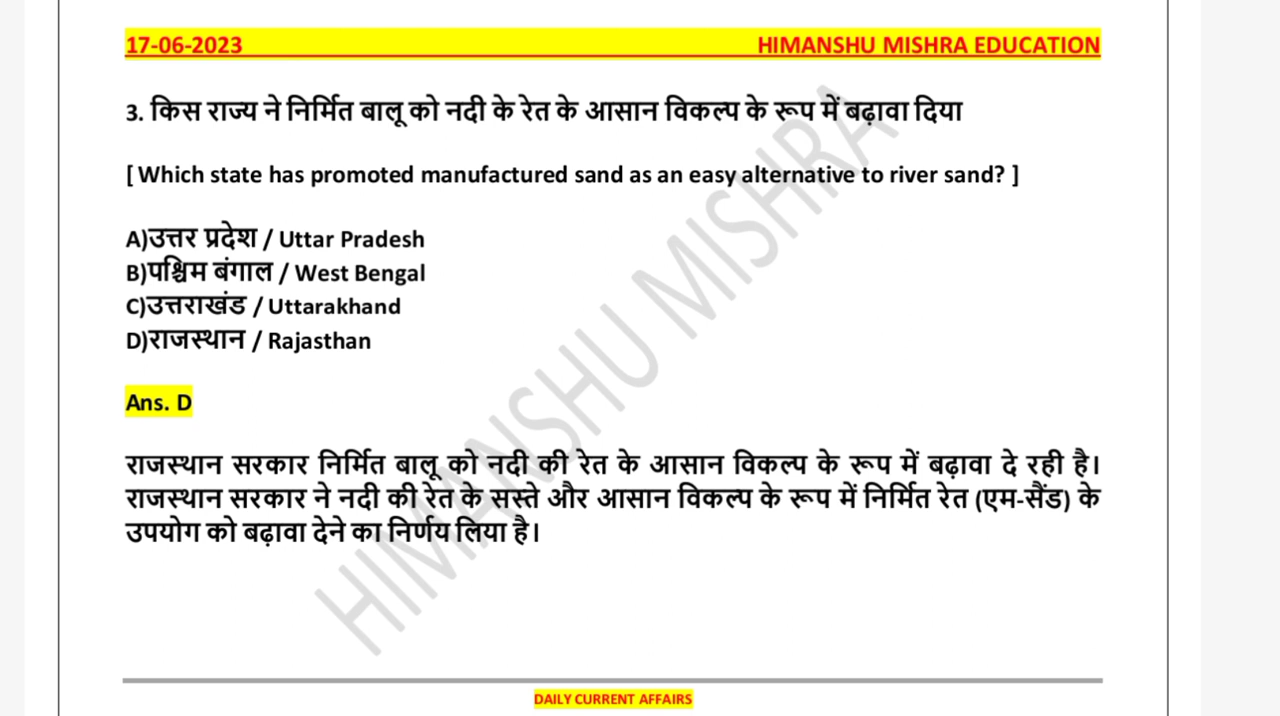 17-06-2023 HIMANSHU MISHRA EDUCATION
3. किस राज्य ने निर्मित बालू को नदी के रेत के आसान विकल्प के रूप में बढ़ावा दिया
[ Which state has promoted manufactured sand as an easy alternative to river sand? ]
A)उत्तर प्रदेश / Uttar Pradesh
B)पश्चिम बंगाल / West Bengal
C)उत्तराखंड / Uttarakhand
D)राजस्थान / Rajasthan
Ans. D
राजस्थान सरकार निर्मित बालू को नदी की रेत के आसान विकल्प के रूप में बढ़ावा दे रही है।
राजस्थान सरकार ने नदी की रेत के सस्ते और आसान विकल्प के रूप में निर्मित रेत (एम-सैंड) के
उपयोग को बढ़ावा देने का निर्णय लिया है।
HIMANSHU MISHRA
DAILY CURRENT AFFAIRS